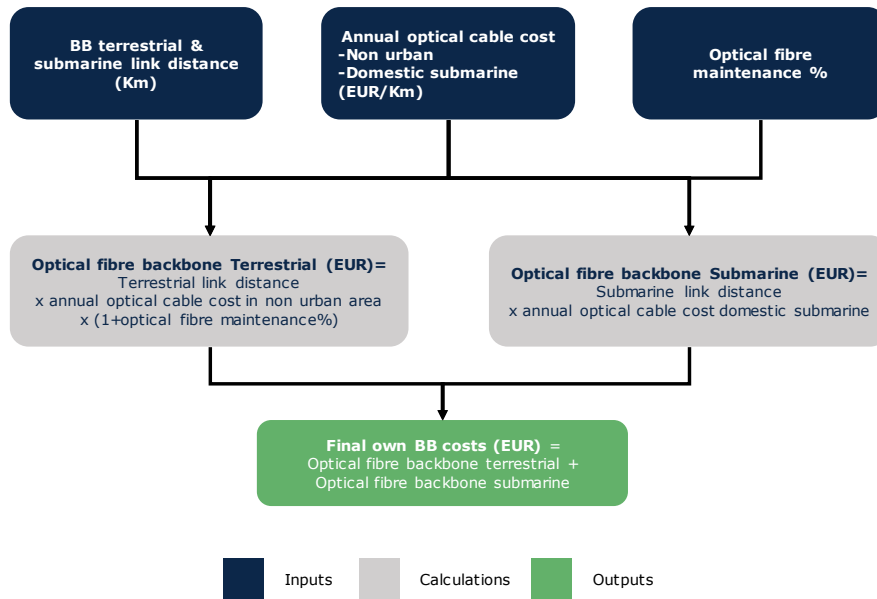 BB terrestrial &
submarine link distance
(Km)
Annual optical cable cost
-Non urban
-Domestic submarine
(EUR/Km)
Optical fibre
maintenance %
Optical fibre backbone Terrestrial (EUR)=
Terrestrial link distance
x annual optical cable cost in non urban area
x (1+optical fibre maintenance%)
Optical fibre backbone Submarine (EUR)=
Submarine link distance
x annual optical cable cost domestic submarine
Final own BB costs (EUR) =
Optical fibre backbone terrestrial +
Optical fibre backbone submarine
Inputs
Calculations
Outputs